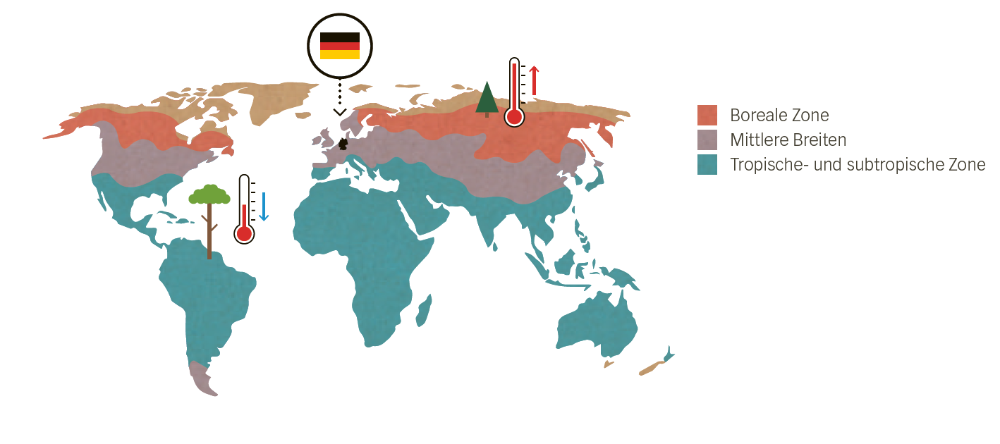 Boreale Zone
Mittlere Breiten
Tropische- und subtropische Zone